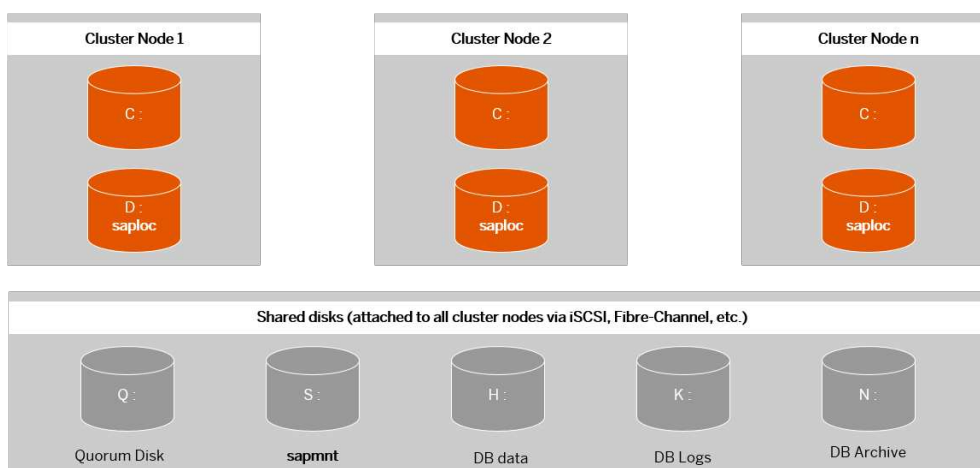 Cluster Node 1
Cluster Node 2
Cluster Node n
C :
C :
C :
D :
saploc
D :
saploc
D :
saploc
Shared disks (attached to all cluster nodes via iSCSI, Fibre-Channel, etc.)
Q :
S :
H :
K :
N :
Quorum Disk
sapmnt
DB data
DB Logs
DB Archive